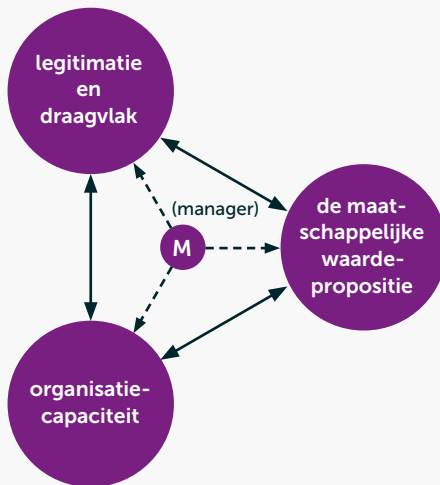 legitimatie
en
draagvlak
(manager)
M
de maat-
schappelijke
waarde-
propositie
organisatie-
capaciteit